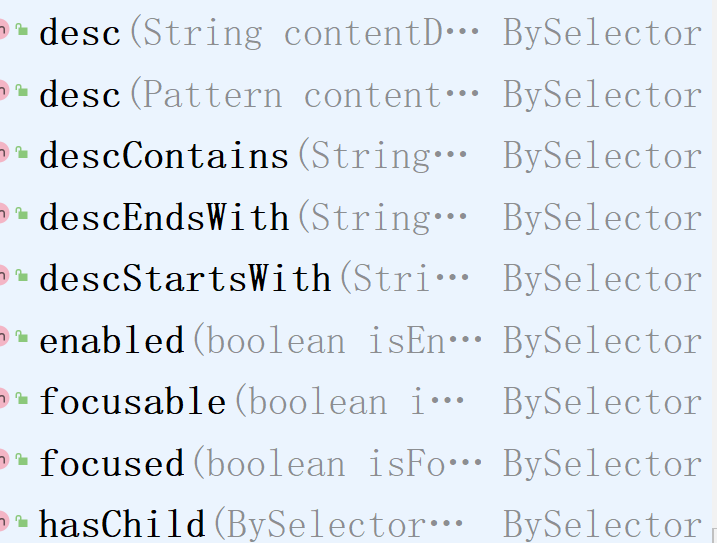 desc(String contentD··· BySelector
desc(Pattern content··· BySelector
descContains(String··· BySelector
descEndsWith(String··· BySelector
descStartsWith(Stri··· BySelector
enabled(boolean isEn··· BySelector
focusable(boolean i··· BySelector
focused(boolean isFo··· BySelector
hasChild(BySelector··· BySelector